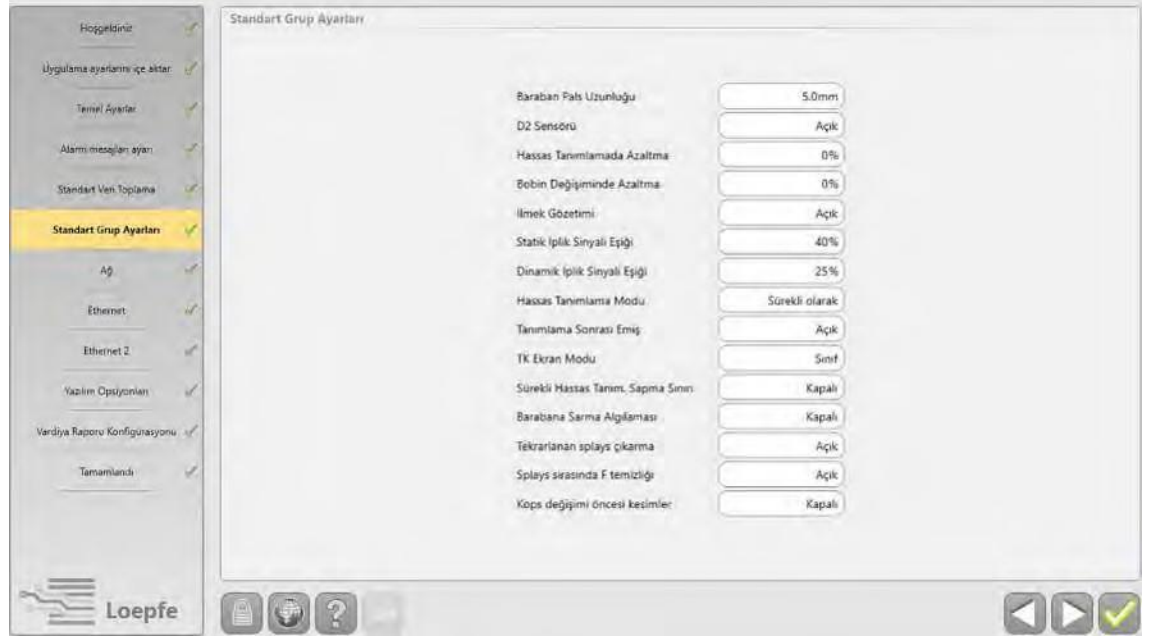 Hoşgeldiniz
Uygulama ayarlarını içe aktar
Temel Ayarlar
Alarm mesajları ayarı
Standart Veri Toplama
Standart Grup Ayarları
Ağ
Ethernet
Ethernet 2
Yazılım Opsiyonları
Vardiya Raporu Konfigürasyonu
Tamamlandı
Loepfe
Standart Grup Ayarları
Baraban Pals Uzunluğu 5.0mm
D2 Sensörü Açık
Hassas Tanımlamada Azaltma 0%
Bobin Değişiminde Azaltma 0%
İlmek Gözetimi Açık
Statik İplik Sinyali Eşiği 40%
Dinamik İplik Sinyali Eşiği 25%
Hassas Tanımlama Modu Sürekli olarak
Tanımlama Sonrası Emiş Açık
TK Ekran Modu Sınıf
Sürekli Hassas Tanım. Sapma Sınırı Kapalı
Barabana Sarma Algılaması Kapalı
Tekrarlanan splays çıkarma Açık
Splays sırasında F temizliği Açık
Kops değişimi öncesi kesimler Kapalı